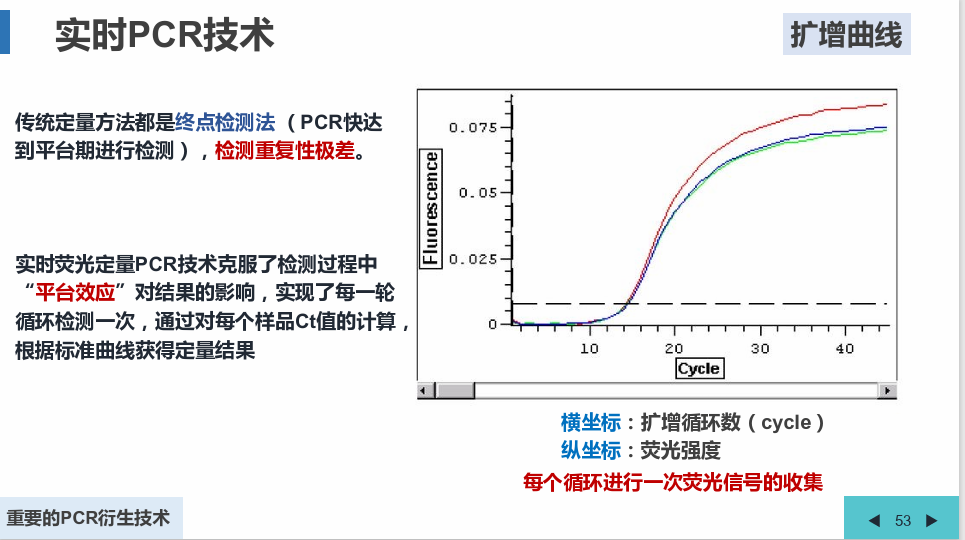 实时PCR技术
扩增曲线
传统定量方法都是终点检测法（PCR快达
到平台期进行检测），检测重复性极差。
实时荧光定量PCR技术克服了检测过程中
“平台效应”对结果的影响，实现了每一轮
循环检测一次，通过对每个样品Ct值的计算，
根据标准曲线获得定量结果
Fluorescence
0.075
0.05
0.025
0
10 20 30 40
Cycle
横坐标：扩增循环数（cycle）
纵坐标：荧光强度
每个循环进行一次荧光信号的收集
重要的PCR衍生技术
53